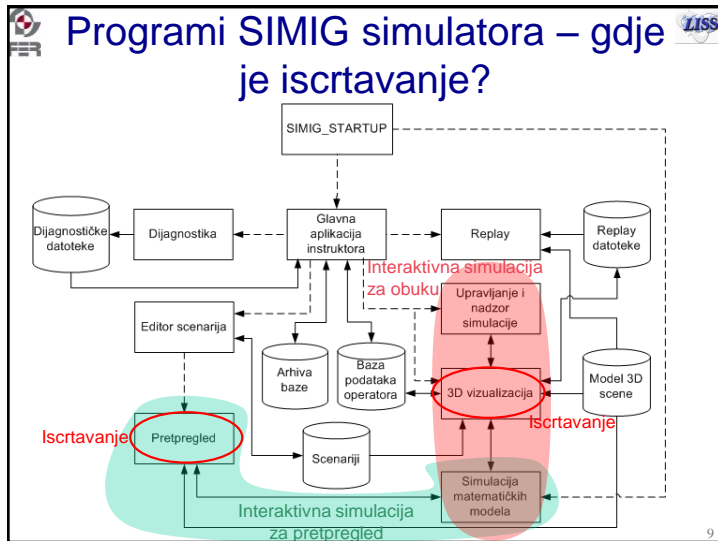 FER
Programi SIMIG simulatora – gdje
je iscrtavanje?
LISS
SIMIG_STARTUP
Dijagnostičke
datoteke
Dijagnostika
Glavna
aplikacija
instruktora
Replay
Replay
datoteke
Interaktivna simulacija
za obuku
Upravljanje i
nadzor
simulacije
Editor scenarija
Arhiva
baze
Baza
podataka
operatora
3D vizualizacija
Model 3D
scene
Iscrtavanje
Iscrtavanje
Pretpregled
Scenariji
Simulacija
matematičkih
modela
Interaktivna simulacija
za pretpregled
9